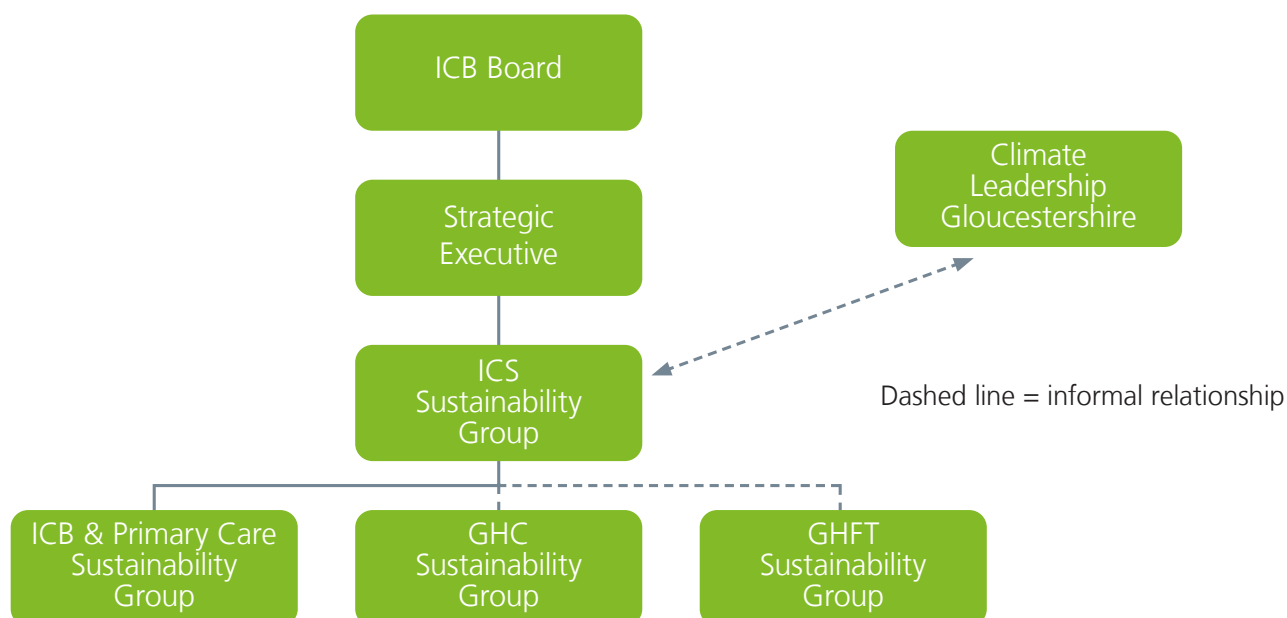 ICB Board
Climate
Leadership
Gloucestershire
Strategic
Executive
ICS
Sustainability
Group
Dashed line = informal relationship
ICB & Primary Care
Sustainability
Group
GHC
Sustainability
Group
GHFT
Sustainability
Group